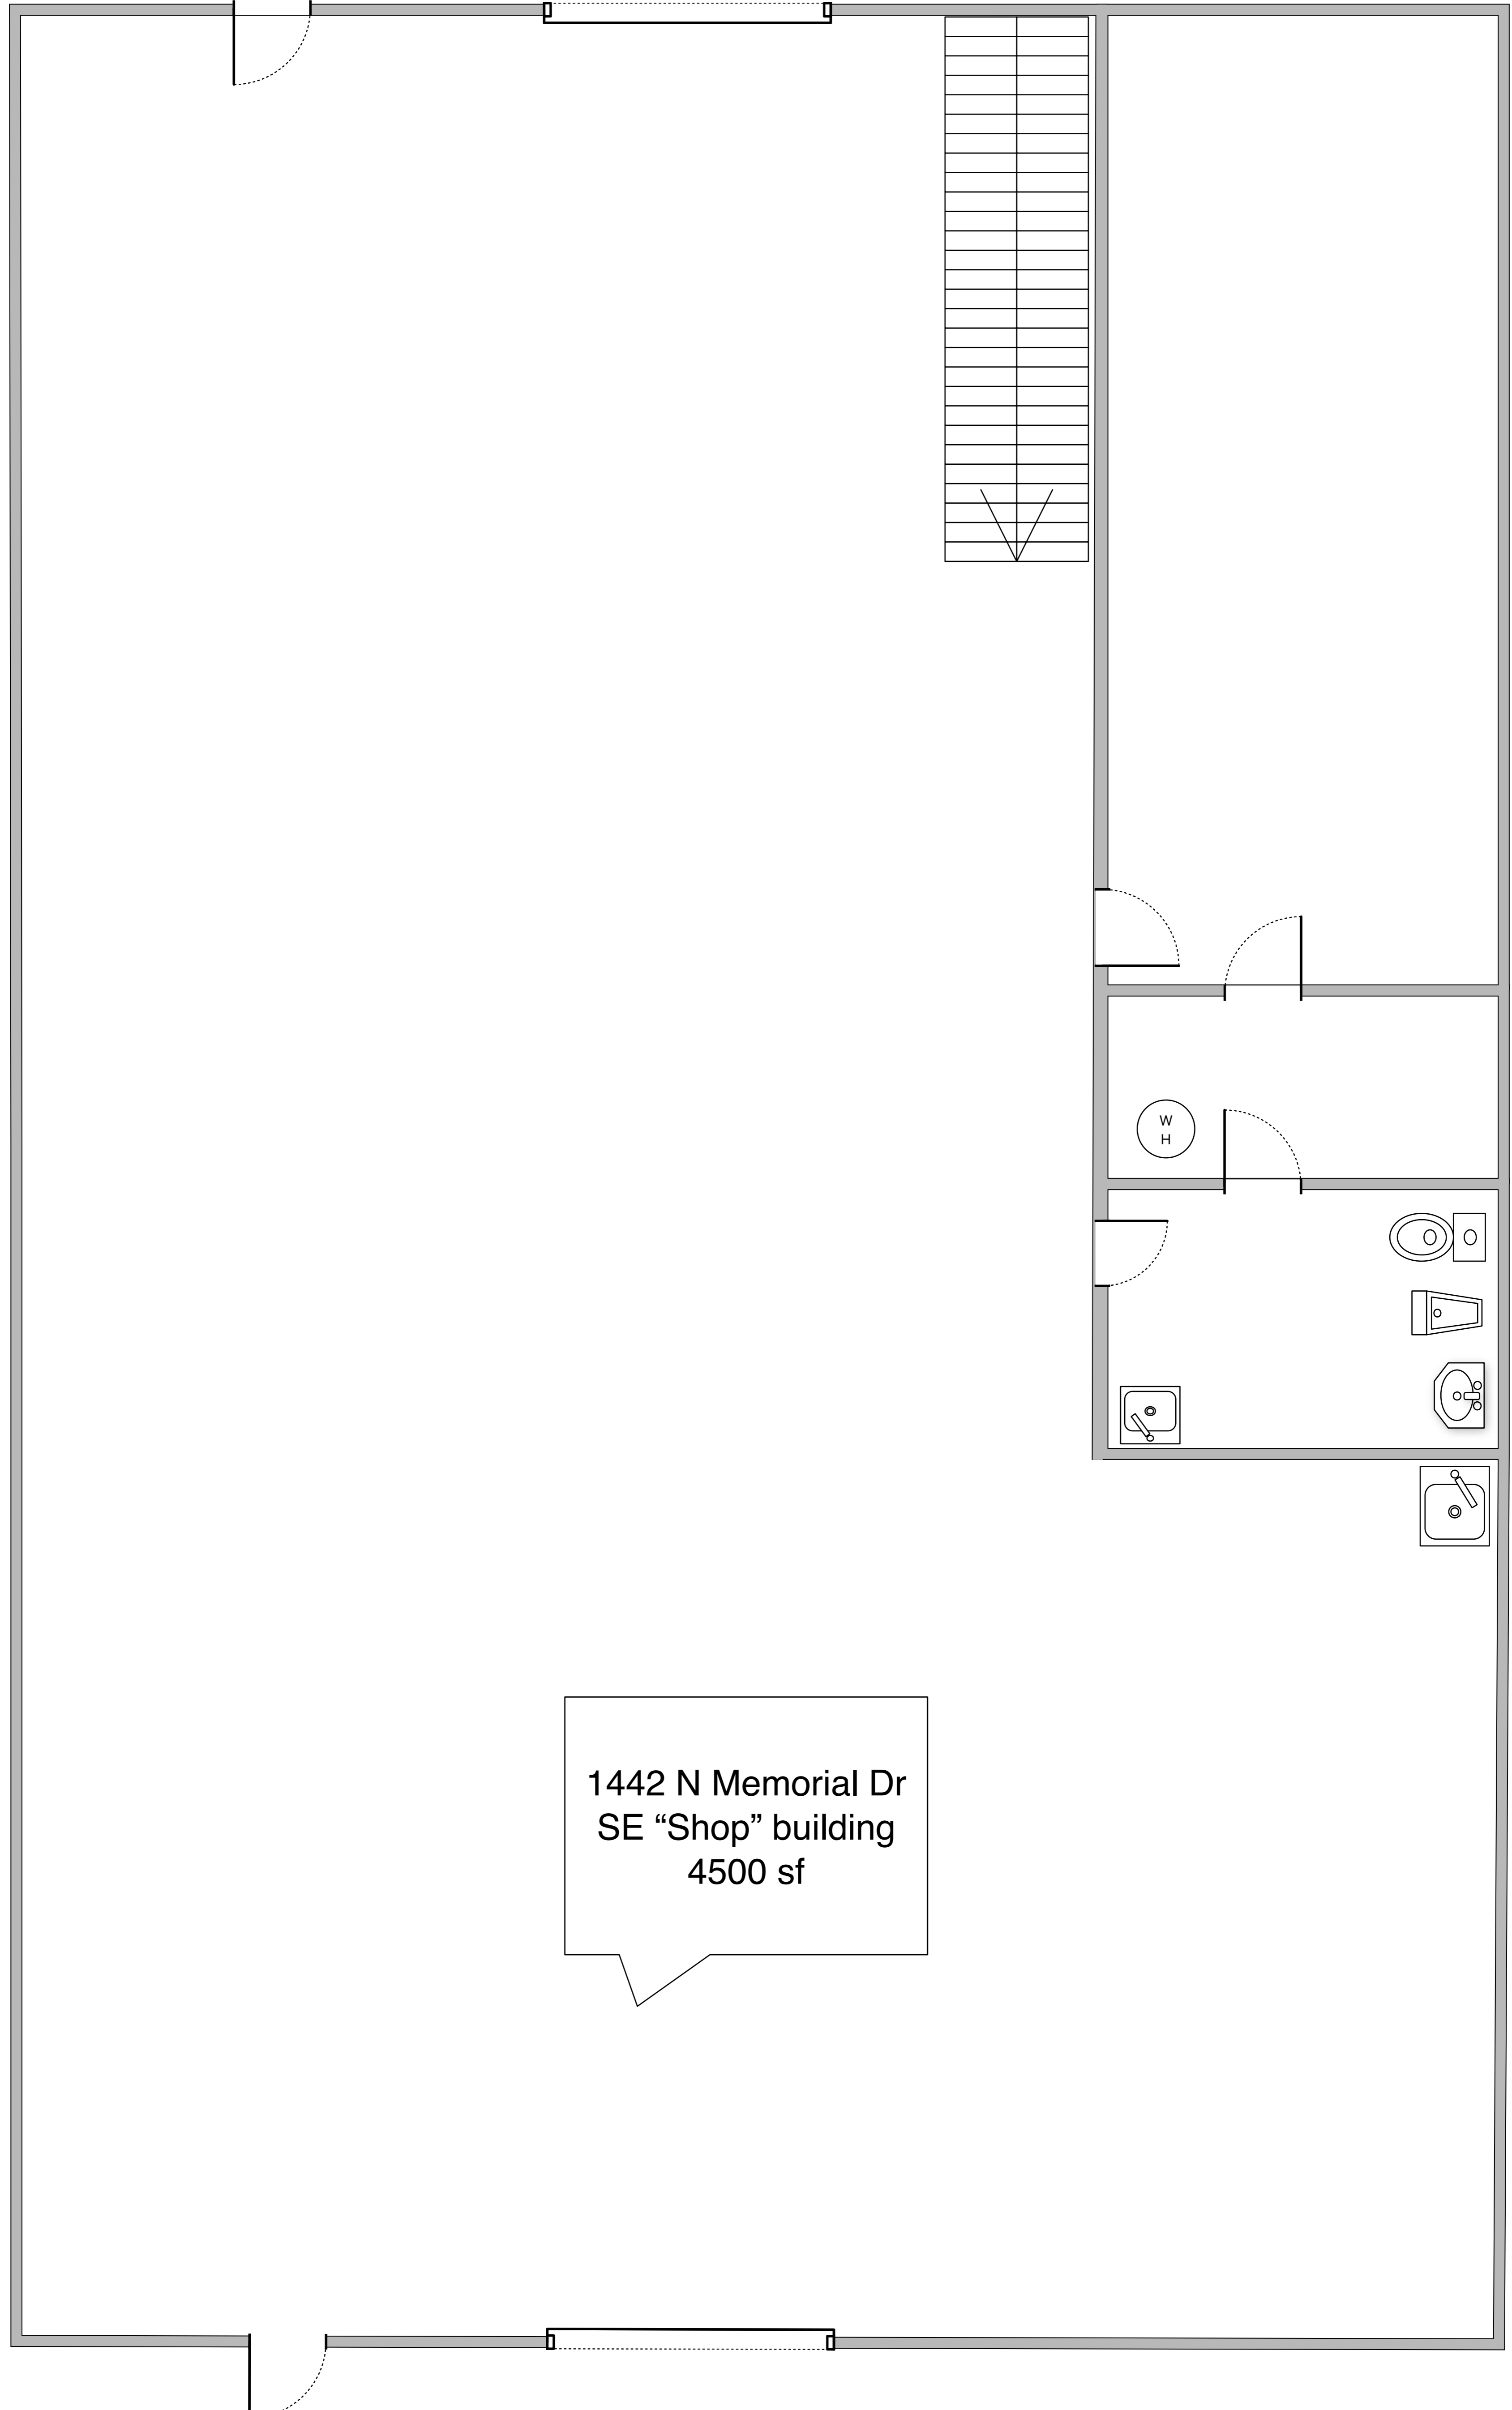 W
H
1442 N Memorial Dr
SE “Shop” building
4500 sf